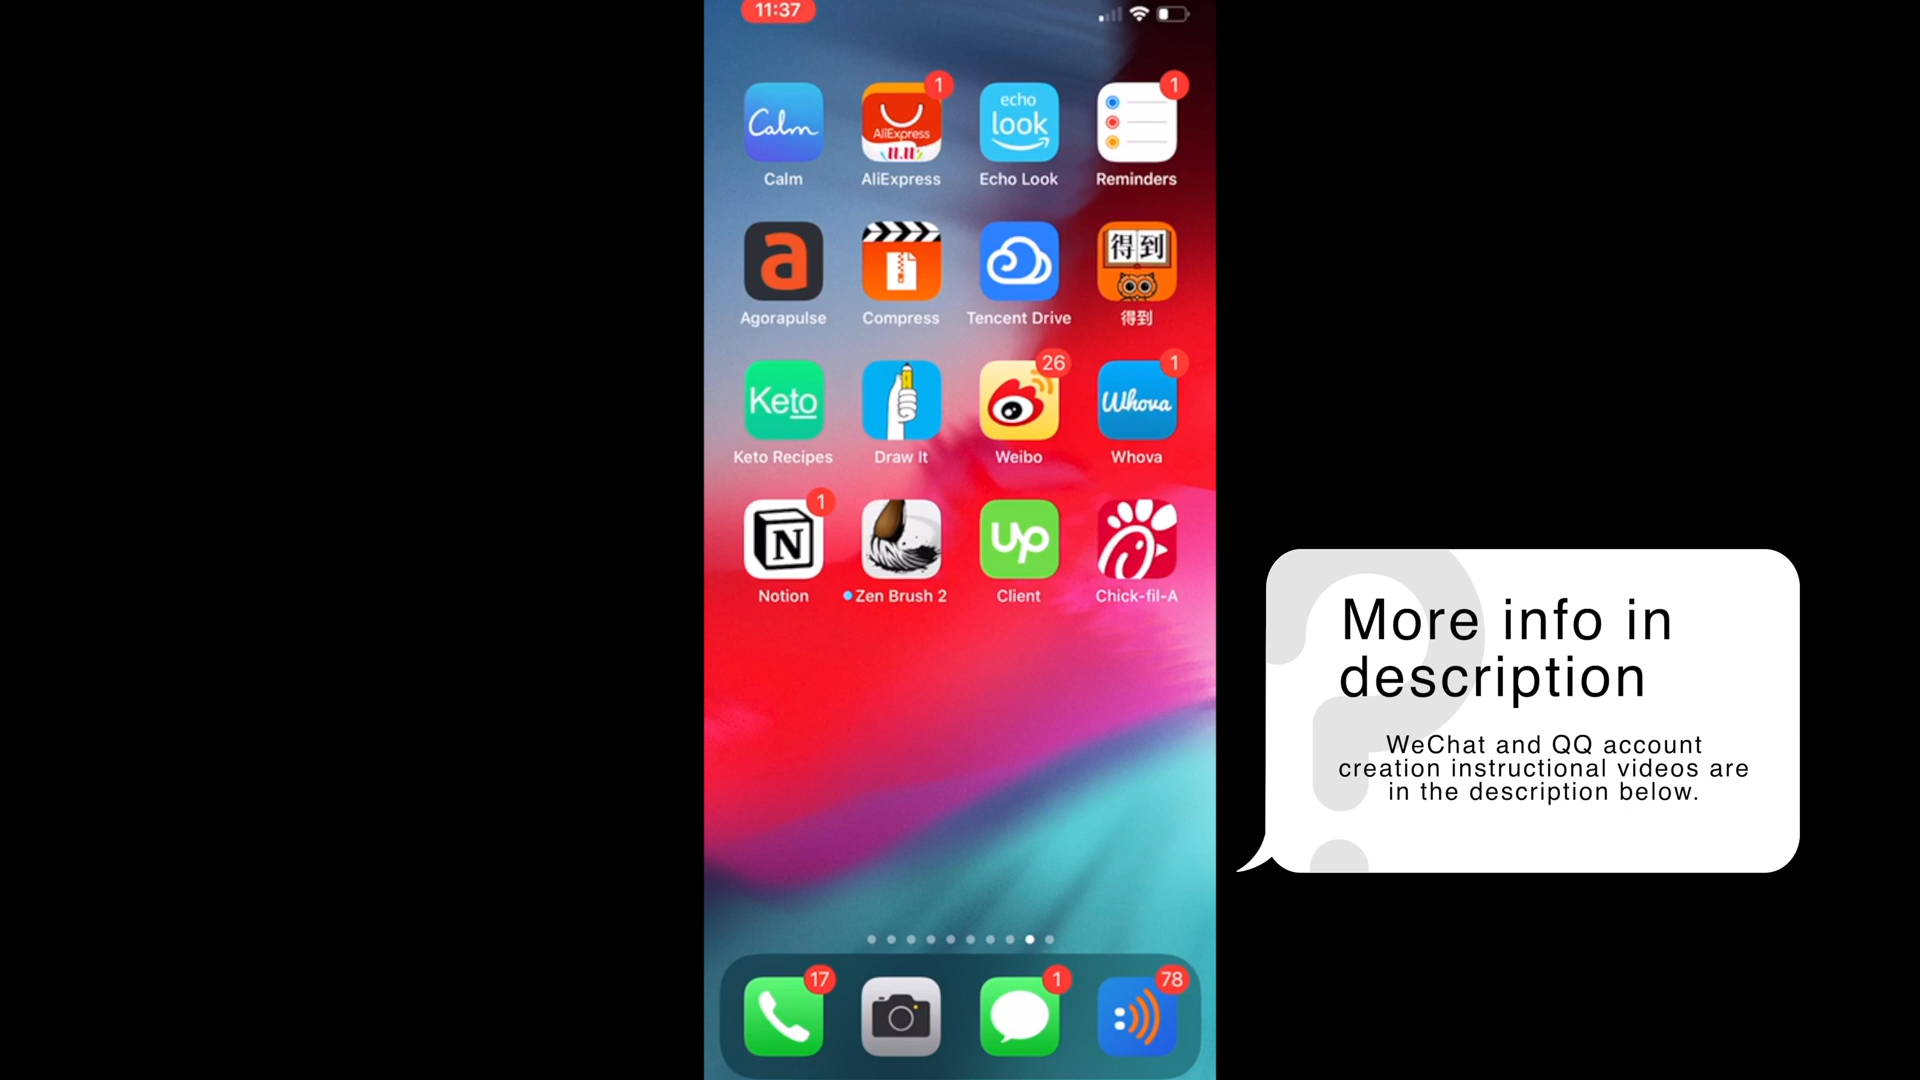 11:37
1
1
Calm
AliExpress
11.11
echo
look
Calm
AliExpress
Echo Look
Reminders
a
得到
Agorapulse
Compress
Tencent Drive
得到
26
1
Keto
Whova
Keto Recipes
Draw It
Weibo
Whova
1
N
up
Notion
Zen Brush 2
Client
Chick-fil-A
More info in
description
WeChat and QQ account
creation instructional videos are
in the description below.
17
1
78